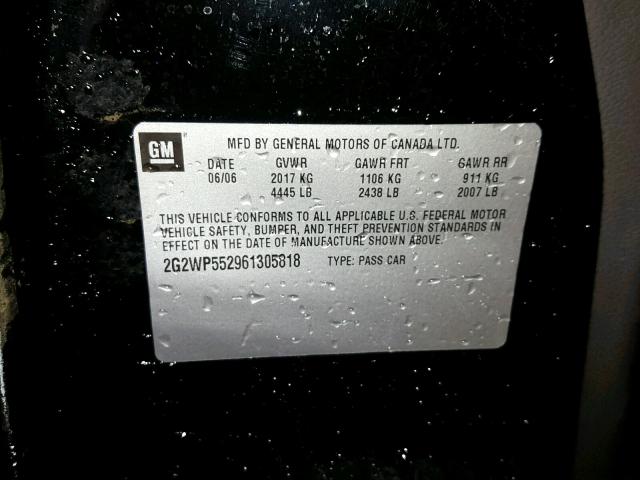 GM
MFD BY GENERAL MOTORS OF CANADA LTD.
DATE GVWR GAWR FRT GAWR RR
06/06 2017 KG 1106 KG 911 KG
4445 LB 2438 LB 2007 LB
THIS VEHICLE CONFORMS TO ALL APPLICABLE U.S. FEDERAL MOTOR
VEHICLE SAFETY, BUMPER, AND THEFT PREVENTION STANDARDS IN
EFFECT ON THE DATE OF MANUFACTURE SHOWN ABOVE.
2G2WP552961305818 TYPE: PASS CAR